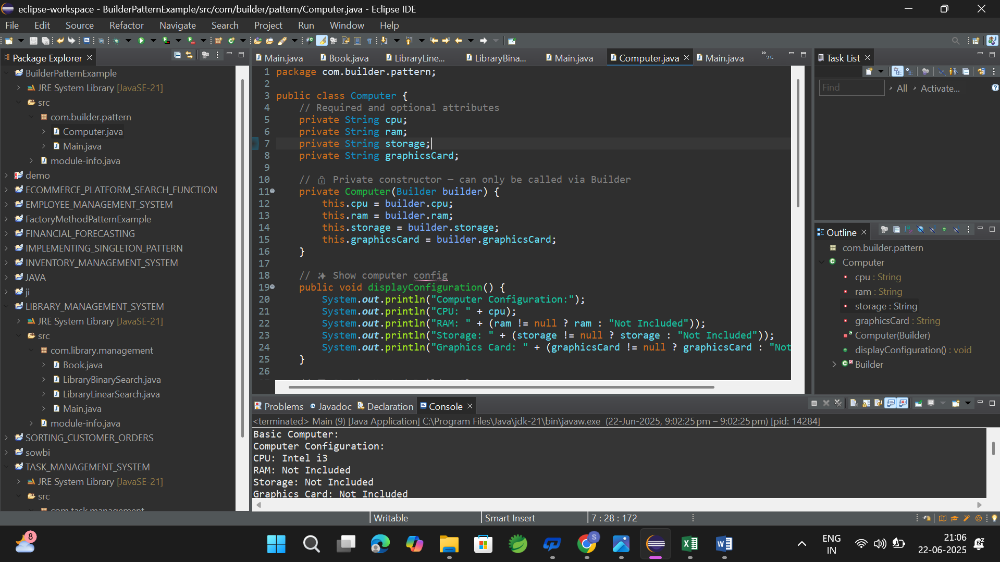 eclipse-workspace - BuilderPatternExample/src/com/builder/pattern/Computer.java - Eclipse IDE
File Edit Source Refactor Navigate Search Project Run Window Help
Package Explorer
BuilderPatternExample
JRE System Library [JavaSE-21]
src
com.builder.pattern
Computer.java
Main.java
module-info.java
demo
ECOMMERCE_PLATFORM_SEARCH_FUNCTION
EMPLOYEE_MANAGEMENT_SYSTEM
FactoryMethodPatternExample
FINANCIAL_FORECASTING
IMPLEMENTING_SINGLETON_PATTERN
INVENTORY_MANAGEMENT_SYSTEM
JAVA
ji
LIBRARY_MANAGEMENT_SYSTEM
JRE System Library [JavaSE-21]
src
com.library.management
Book.java
LibraryBinarySearch.java
LibraryLinearSearch.java
Main.java
module-info.java
SORTING_CUSTOMER_ORDERS
sowbi
TASK_MANAGEMENT_SYSTEM
JRE System Library [JavaSE-21]
src
com.task.management
Main.java Book.java LibraryLine... LibraryBina... Main.java Computer.java Main.java »25
1 package com.builder.pattern;
2
3 public class Computer {
4 // Required and optional attributes
5 private String cpu;
6 private String ram;
7 private String storage;
8 private String graphicsCard;
9
10 // 🔒 Private constructor – can only be called via Builder
11 private Computer(Builder builder) {
12 this.cpu = builder.cpu;
13 this.ram = builder.ram;
14 this.storage = builder.storage;
15 this.graphicsCard = builder.graphicsCard;
16 }
17
18 // ✨ Show computer config
19 public void displayConfiguration() {
20 System.out.println("Computer Configuration:");
21 System.out.println("CPU: " + cpu);
22 System.out.println("RAM: " + (ram != null ? ram : "Not Included"));
23 System.out.println("Storage: " + (storage != null ? storage : "Not Included"));
24 System.out.println("Graphics Card: " + (graphicsCard != null ? graphicsCard : "Not
25 }
26
Task List
Find All Activate...
Outline
com.builder.pattern
Computer
cpu : String
ram : String
storage : String
graphicsCard : String
Computer(Builder)
displayConfiguration() : void
Builder
Problems Javadoc Declaration Console
<terminated> Main (9) [Java Application] C:\Program Files\Java\jdk-21\bin\javaw.exe (22-Jun-2025, 9:02:25 pm – 9:02:25 pm) [pid: 14284]
Basic Computer:
Computer Configuration:
CPU: Intel i3
RAM: Not Included
Storage: Not Included
Graphics Card: Not Included
Writable Smart Insert 7 : 28 : 172
8
S
ENG
IN
21:06
22-06-2025